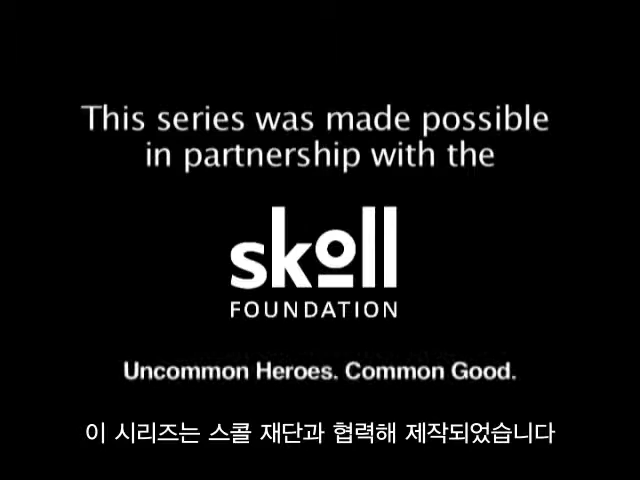 This series was made possible
in partnership with the
skoll
FOUNDATION
Uncommon Heroes. Common Good.
이 시리즈는 스콜 재단과 협력해 제작되었습니다